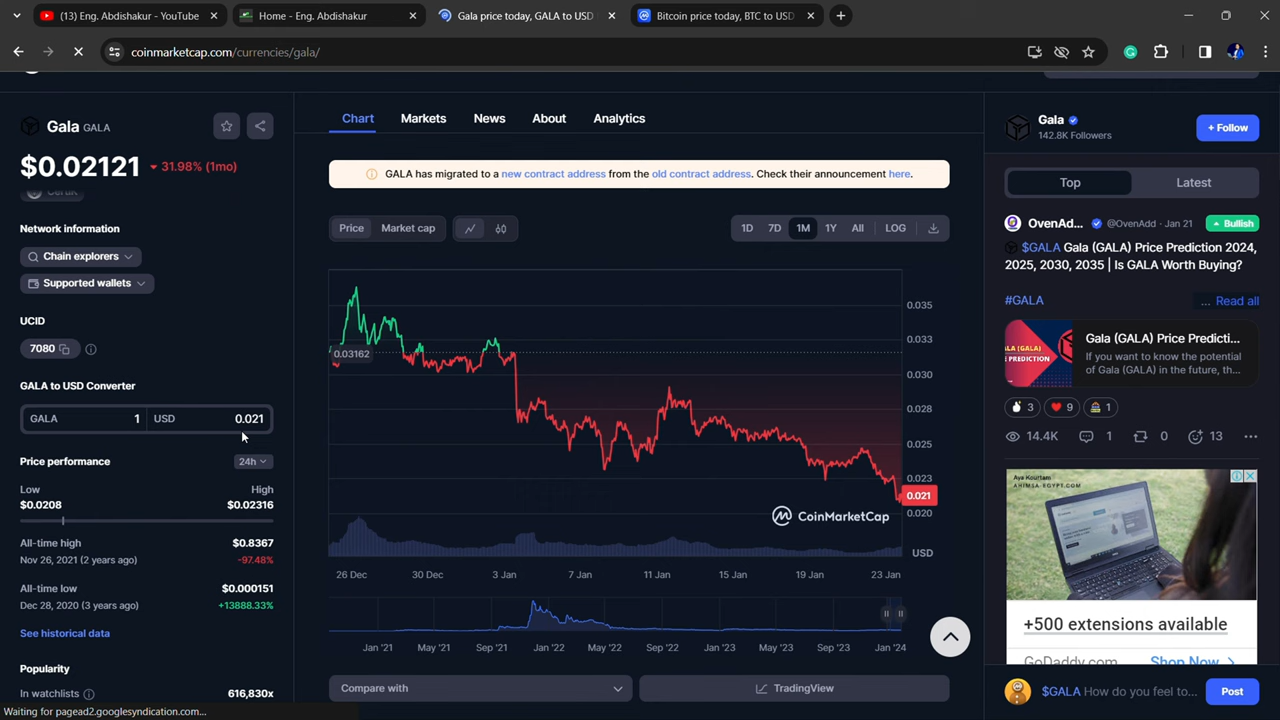 (13) Eng. Abdishakur - YouTube
Home - Eng. Abdishakur
Gala price today, GALA to USD
Bitcoin price today, BTC to USD
coinmarketcap.com/currencies/gala/
Gala GALA
$0.02121 31.98% (1mo)
CertiK
Network information
Chain explorers
Supported wallets
UCID
7080
GALA to USD Converter
GALA 1 USD 0.021
Price performance 24h
Low High
$0.0208 $0.02316
All-time high $0.8367
Nov 26, 2021 (2 years ago) -97.48%
All-time low $0.000151
Dec 28, 2020 (3 years ago) +13888.33%
See historical data
Popularity
In watchlists 616,830x
Waiting for pagead2.googlesyndication.com...
Chart Markets News About Analytics
GALA has migrated to a new contract address from the old contract address. Check their announcement here.
Price Market cap 1D 7D 1M 1Y All LOG
0.035
0.033
0.03162
0.030
0.028
0.025
0.023
0.021
0.020
CoinMarketCap
USD
26 Dec 30 Dec 3 Jan 7 Jan 11 Jan 15 Jan 19 Jan 23 Jan
Jan '21 May '21 Sep '21 Jan '22 May '22 Sep '22 Jan '23 May '23 Sep '23 Jan '24
Compare with TradingView
Gala
142.8K Followers
+ Follow
Top Latest
OvenAdd... @OvenAdd · Jan 21 Bullish
$GALA Gala (GALA) Price Prediction 2024,
2025, 2030, 2035 | Is GALA Worth Buying?
#GALA ... Read all
(GALA)
PREDICTION
Gala (GALA) Price Predicti...
If you want to know the potential
of Gala (GALA) in the future, th...
3 9 1
14.4K 1 0 13
Aya Kourtam
AHIMSA-EGYPT.COM
+500 extensions available
GoDaddy.com Shop Now
$GALA How do you feel to... Post